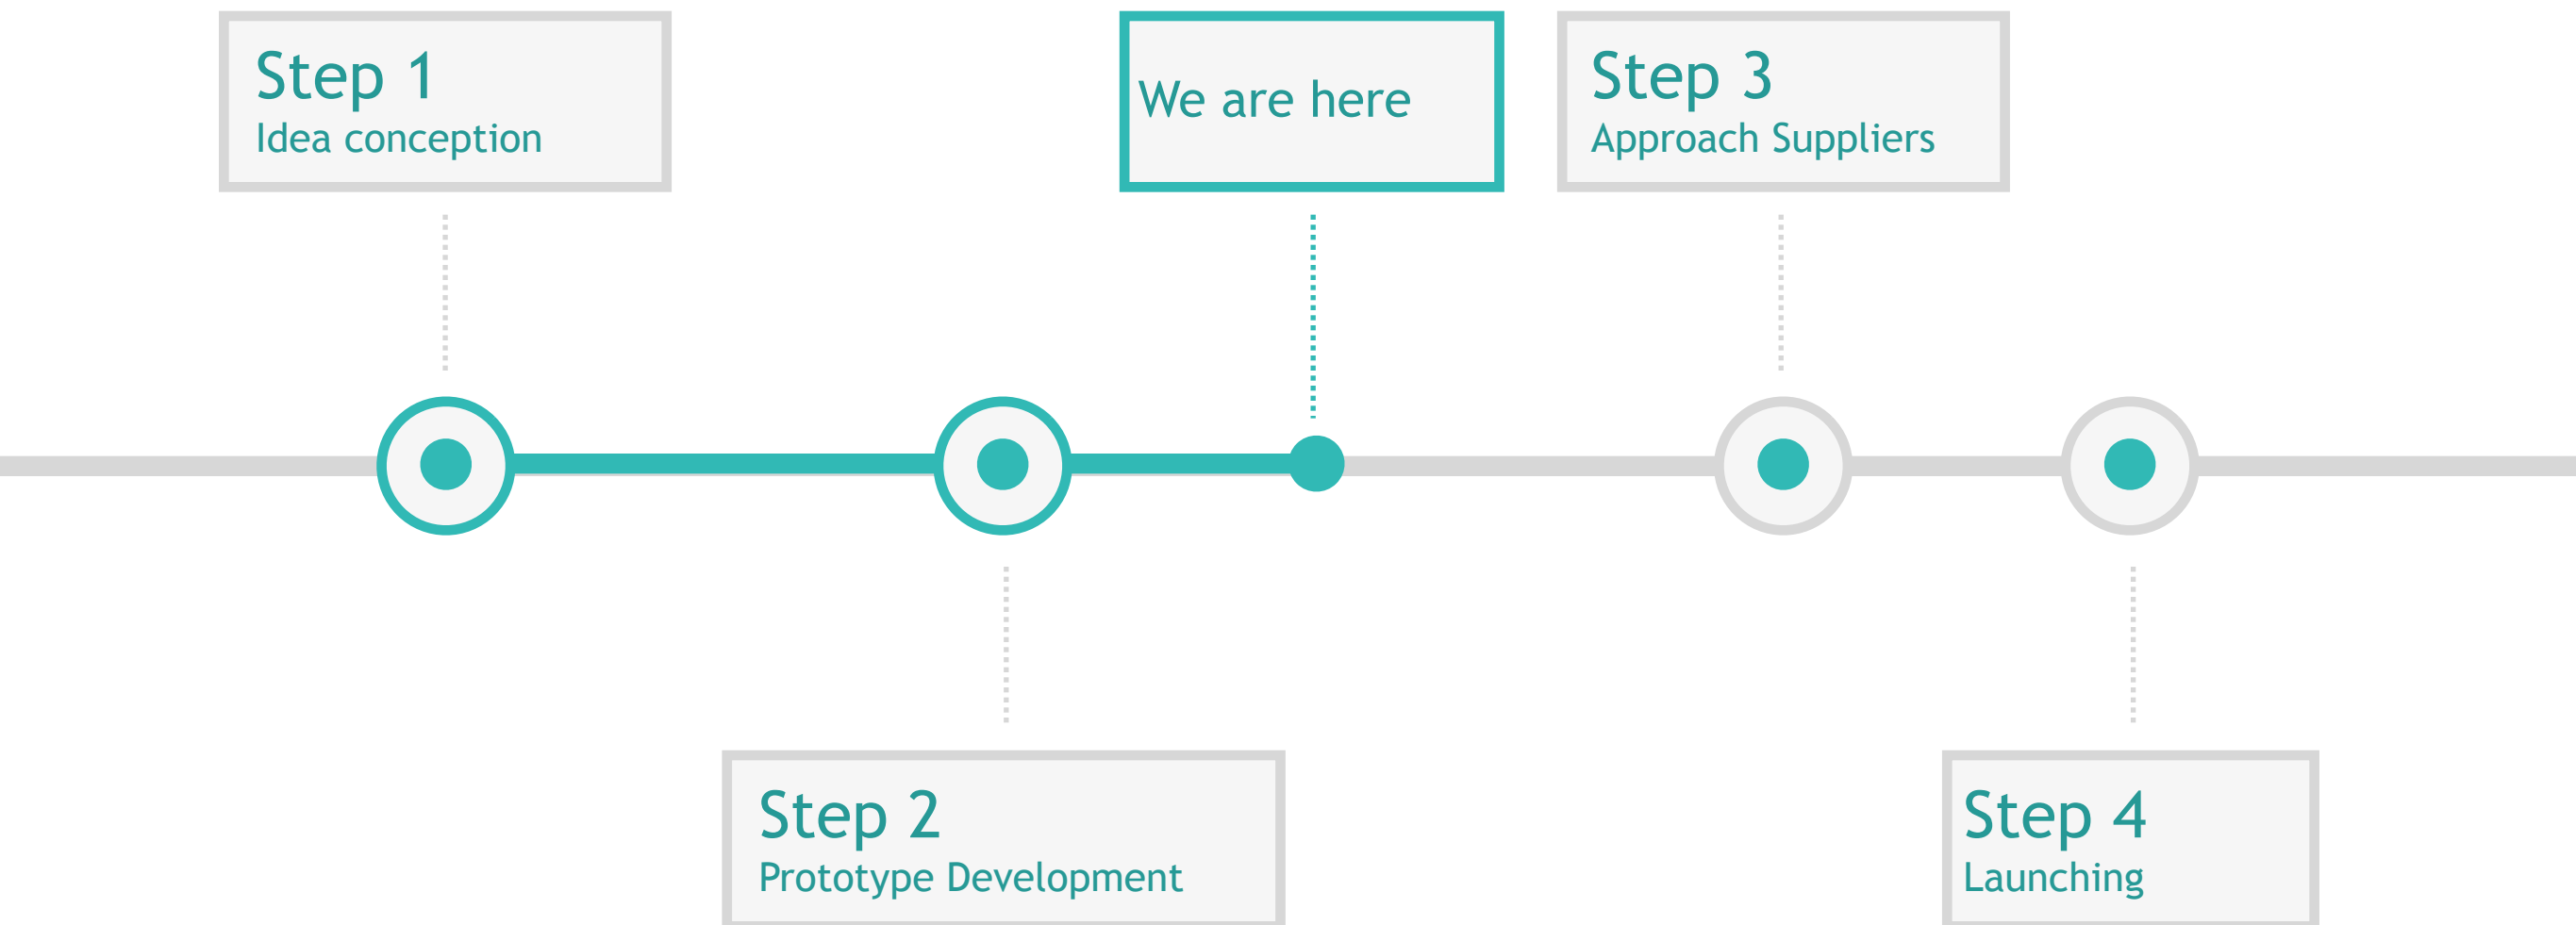 Step 1
Idea conception
We are here
Step 3
Approach Suppliers
Step 2
Prototype Development
Step 4
Launching